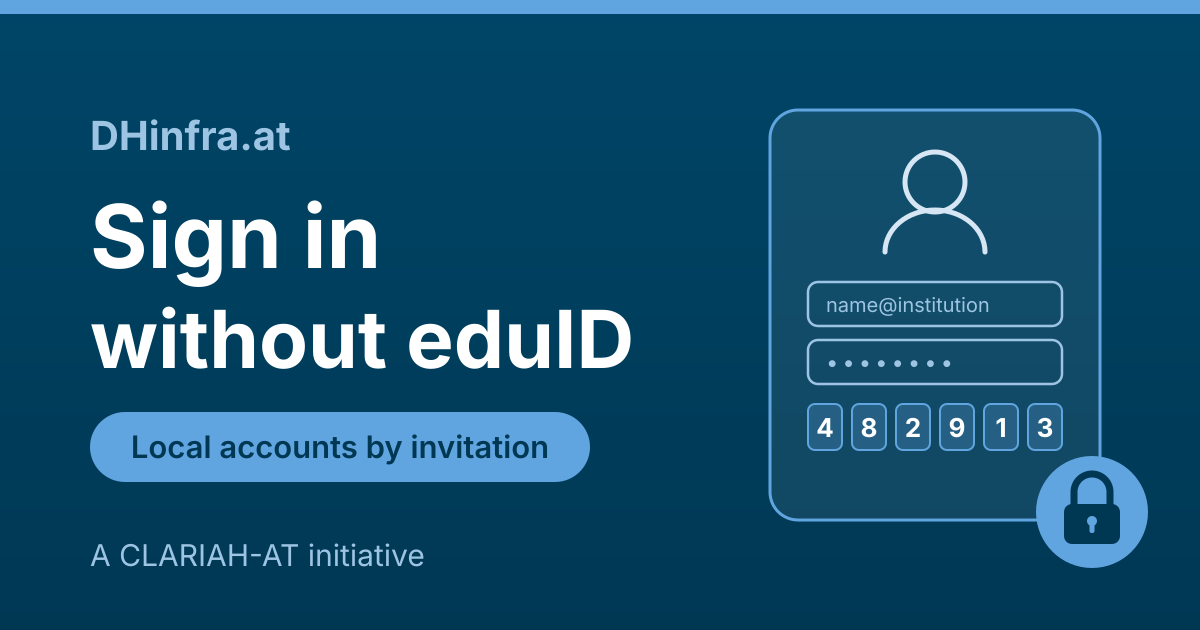 DHinfra.at
Sign in
without eduID
Local accounts by invitation
A CLARIAH-AT initiative
name@institution
••••••••
4 8 2 9 1 3